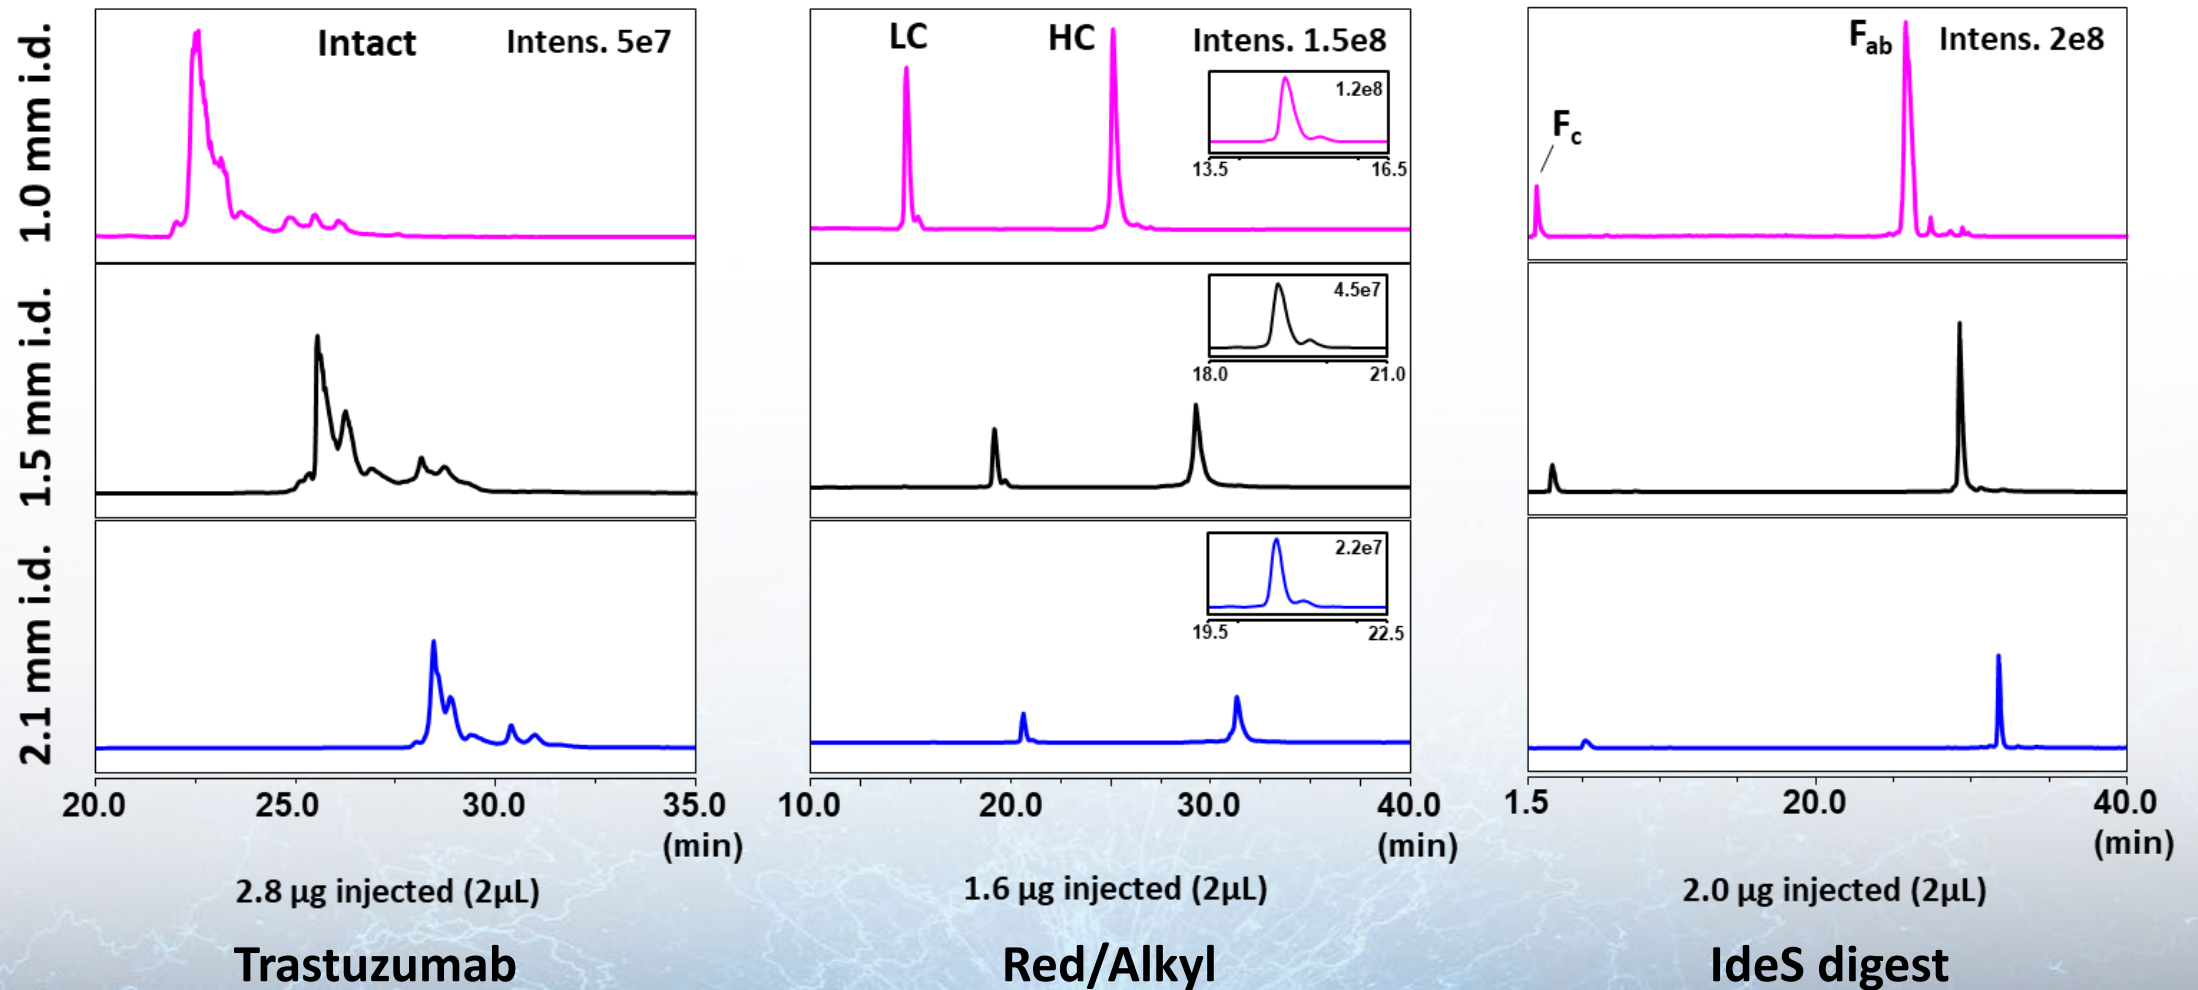 1.0 mm i.d.
Intact
Intens. 5e7
LC
HC
Intens. 1.5e8
1.2e8
13.5 16.5
Fab
Intens. 2e8
Fc
1.5 mm i.d.
4.5e7
18.0 21.0
2.1 mm i.d.
2.2e7
19.5 22.5
20.0 25.0 30.0 35.0
(min)
10.0 20.0 30.0 40.0
(min)
1.5 20.0 40.0
(min)
2.8 µg injected (2µL)
1.6 µg injected (2µL)
2.0 µg injected (2µL)
Trastuzumab
Red/Alkyl
IdeS digest